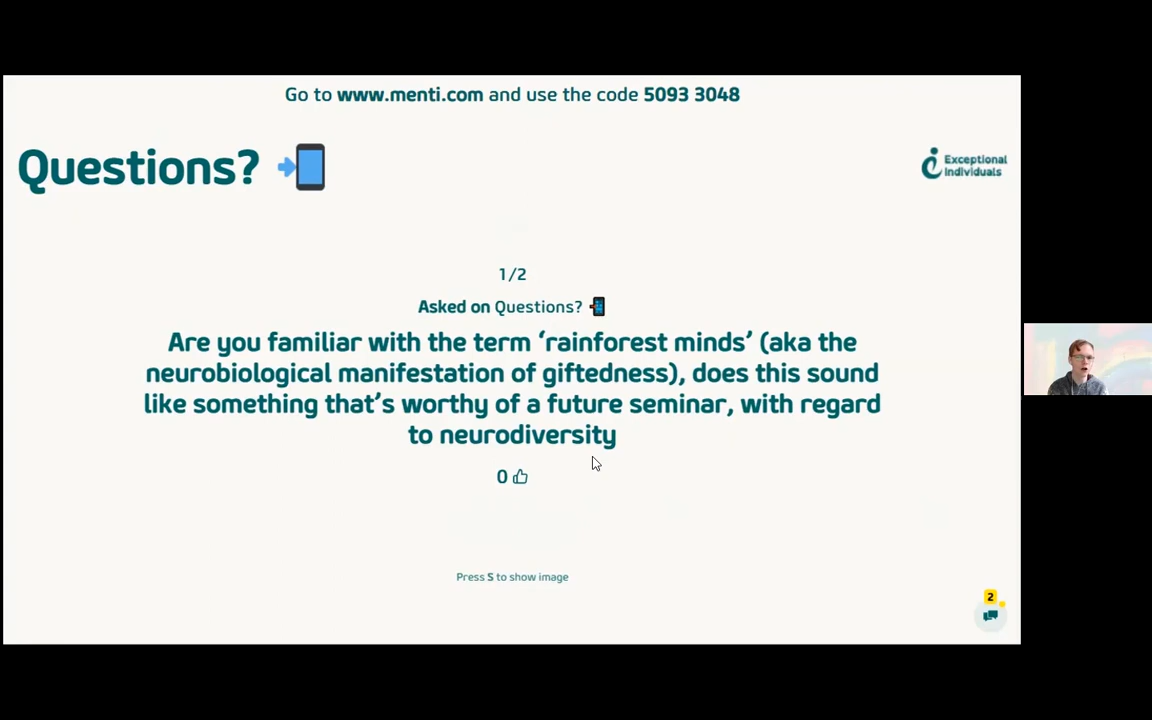 Go to www.menti.com and use the code 5093 3048
Questions?
Exceptional
Individuals
1/2
Asked on Questions?
Are you familiar with the term ‘rainforest minds’ (aka the
neurobiological manifestation of giftedness), does this sound
like something that’s worthy of a future seminar, with regard
to neurodiversity
0
Press S to show image
2